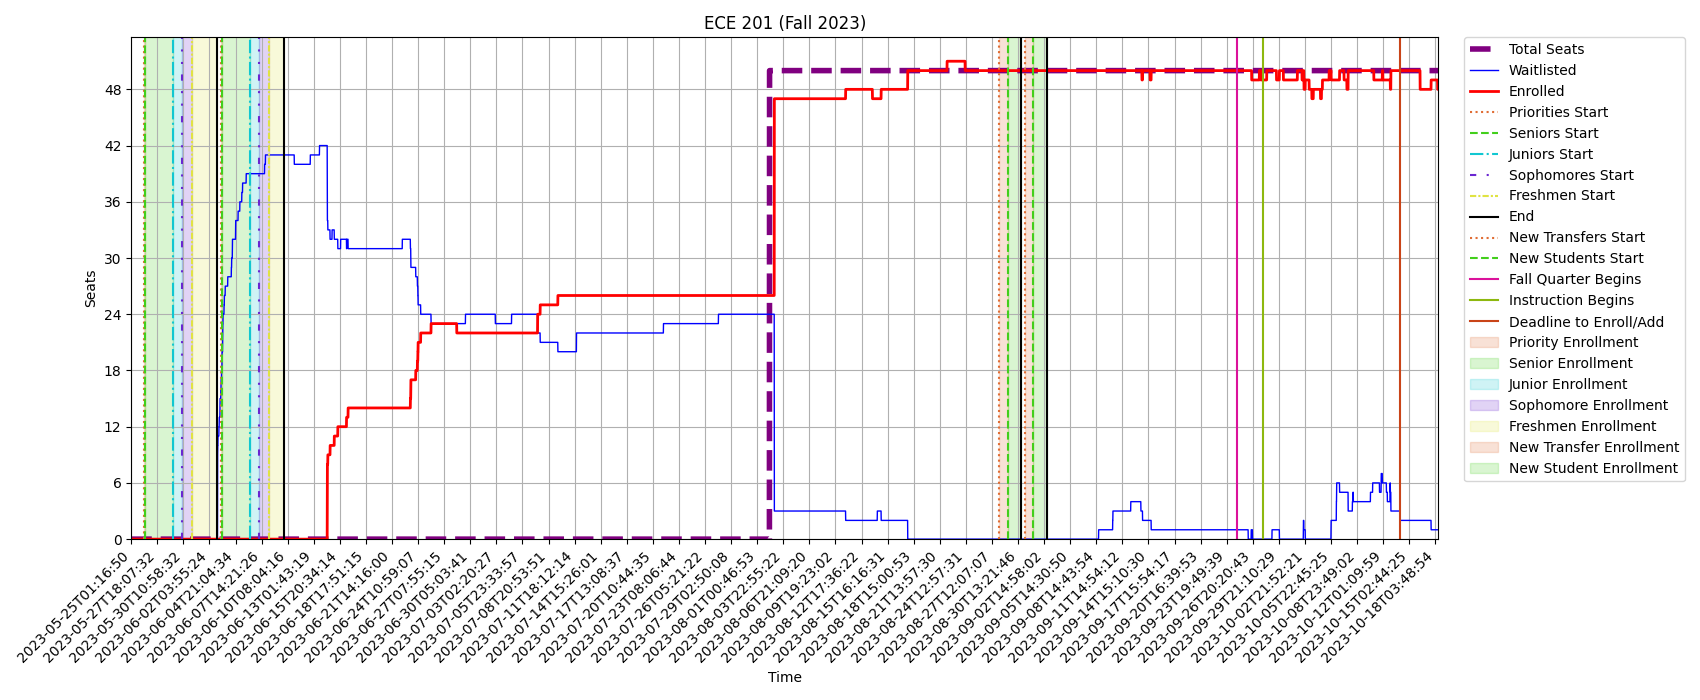 ECE 201 (Fall 2023)
Seats
48
42
36
30
24
18
12
6
0
2023-05-25T01:16:50
2023-05-27T18:07:32
2023-05-30T10:58:32
2023-06-02T03:55:24
2023-06-04T21:04:34
2023-06-07T14:21:26
2023-06-10T08:04:16
2023-06-13T01:43:19
2023-06-15T20:34:14
2023-06-18T17:51:15
2023-06-21T14:16:00
2023-06-24T10:59:07
2023-06-27T07:55:15
2023-06-30T05:03:41
2023-07-03T02:20:27
2023-07-05T23:33:57
2023-07-08T20:53:51
2023-07-11T18:12:14
2023-07-14T15:26:01
2023-07-17T13:08:37
2023-07-20T10:44:35
2023-07-23T08:06:44
2023-07-26T05:21:22
2023-07-29T02:50:08
2023-08-01T00:46:53
2023-08-03T22:55:22
2023-08-06T21:09:20
2023-08-09T19:23:02
2023-08-12T17:36:22
2023-08-15T16:16:31
2023-08-18T15:00:53
2023-08-21T13:57:30
2023-08-24T12:57:31
2023-08-27T12:07:07
2023-08-30T13:21:46
2023-09-02T14:58:02
2023-09-05T14:30:50
2023-09-08T14:43:54
2023-09-11T14:54:12
2023-09-14T15:10:30
2023-09-17T15:54:17
2023-09-20T16:39:53
2023-09-23T19:49:39
2023-09-26T20:20:43
2023-09-29T21:10:29
2023-10-02T21:52:21
2023-10-05T22:45:25
2023-10-08T23:49:02
2023-10-12T01:09:59
2023-10-15T02:44:25
2023-10-18T03:48:54
Time
Total Seats
Waitlisted
Enrolled
Priorities Start
Seniors Start
Juniors Start
Sophomores Start
Freshmen Start
End
New Transfers Start
New Students Start
Fall Quarter Begins
Instruction Begins
Deadline to Enroll/Add
Priority Enrollment
Senior Enrollment
Junior Enrollment
Sophomore Enrollment
Freshmen Enrollment
New Transfer Enrollment
New Student Enrollment